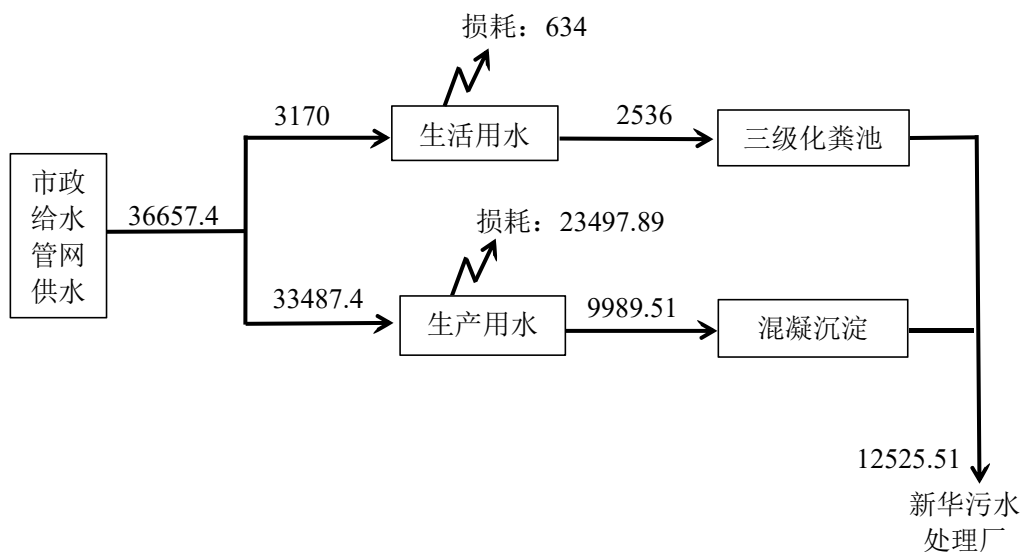 损耗：634
3170
生活用水
2536
三级化粪池
市政
给水
管网
供水
36657.4
损耗：23497.89
33487.4
生产用水
9989.51
混凝沉淀
12525.51
新华污水
处理厂